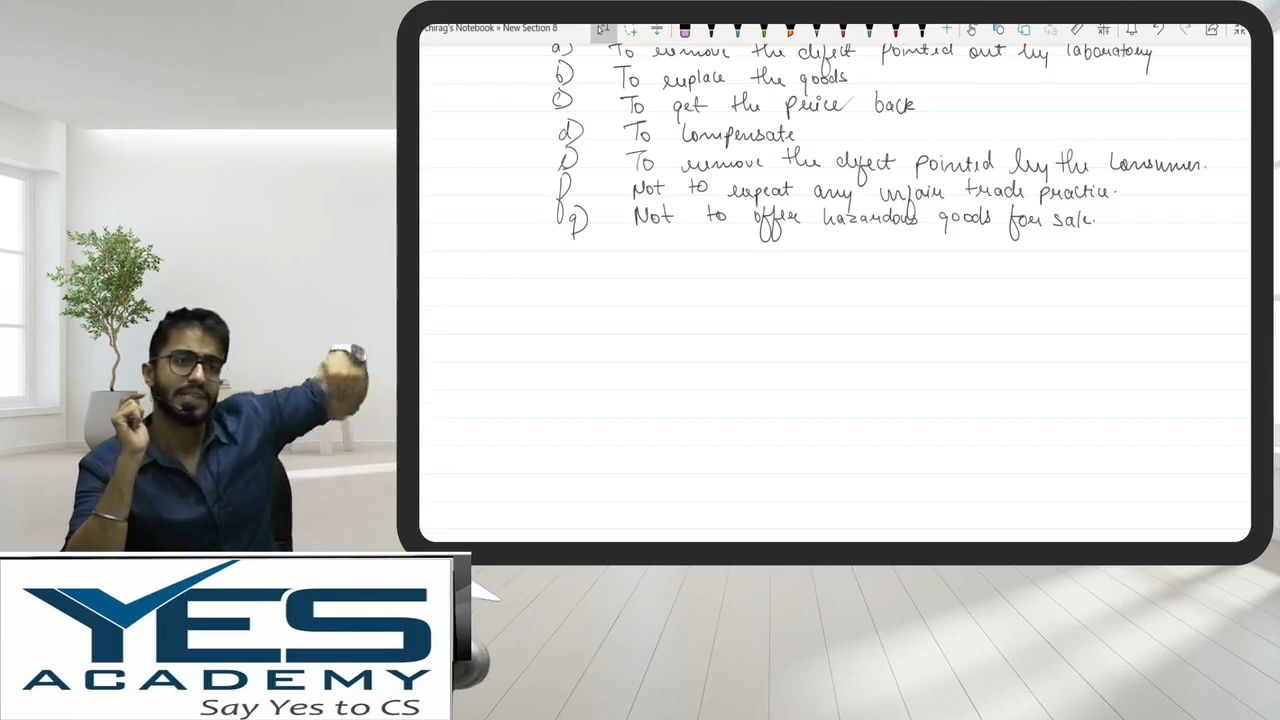 chirag's Notebook » New Section 8
a) To remove the defect pointed out by laboratory
b) To replace the goods
c) To get the price back
d) To Compensate
e) To remove the defect pointed by the Consumer.
f) Not to repeat any unfair trade practice.
g) Not to offer hazardous goods for sale.
YES
ACADEMY
Say Yes to CS